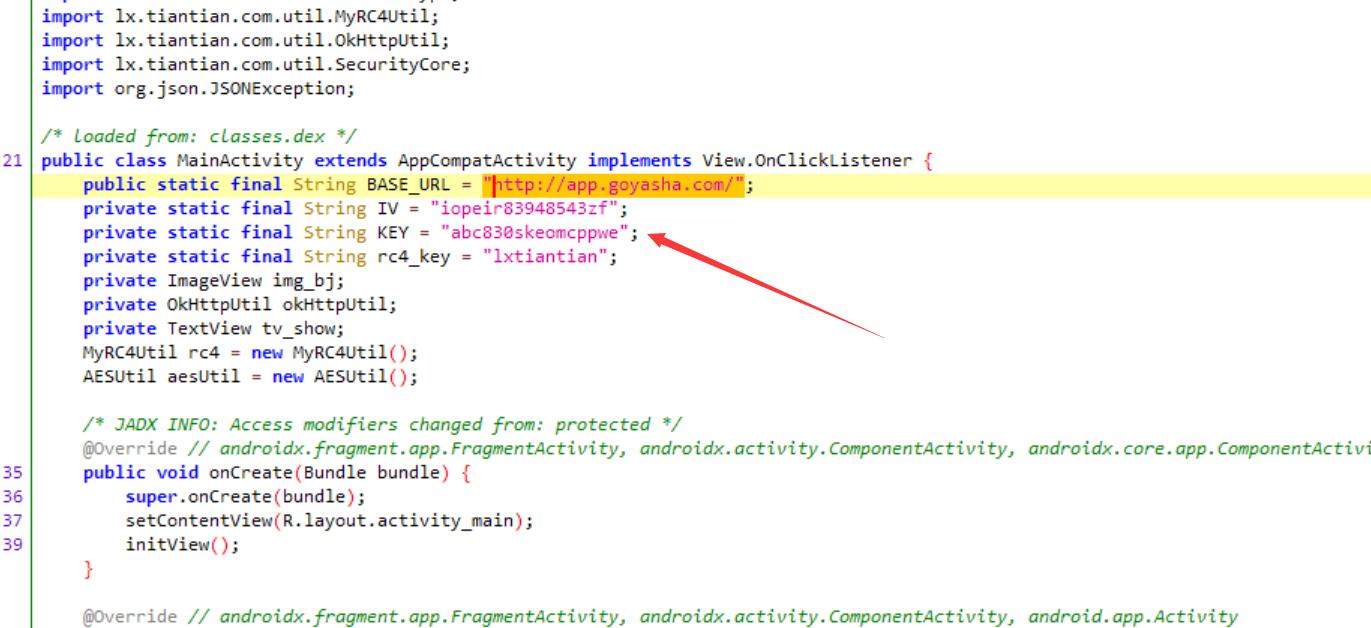 import lx.tiantian.com.util.MyRC4Util;
import lx.tiantian.com.util.OkHttpUtil;
import lx.tiantian.com.util.SecurityCore;
import org.json.JSONException;
/* loaded from: classes.dex */
21 public class MainActivity extends AppCompatActivity implements View.OnClickListener {
public static final String BASE_URL = "http://app.goyasha.com/";
private static final String IV = "iopeir83948543zf";
private static final String KEY = "abc830skeomcppwe";
private static final String rc4_key = "lxtiantian";
private ImageView img_bj;
private OkHttpUtil okHttpUtil;
private TextView tv_show;
MyRC4Util rc4 = new MyRC4Util();
AESUtil aesUtil = new AESUtil();
/* JADX INFO: Access modifiers changed from: protected */
@Override // androidx.fragment.app.FragmentActivity, androidx.activity.ComponentActivity, androidx.core.app.ComponentActivi
35 public void onCreate(Bundle bundle) {
36 super.onCreate(bundle);
37 setContentView(R.layout.activity_main);
39 initView();
}
@Override // androidx.fragment.app.FragmentActivity, androidx.activity.ComponentActivity, android.app.Activity